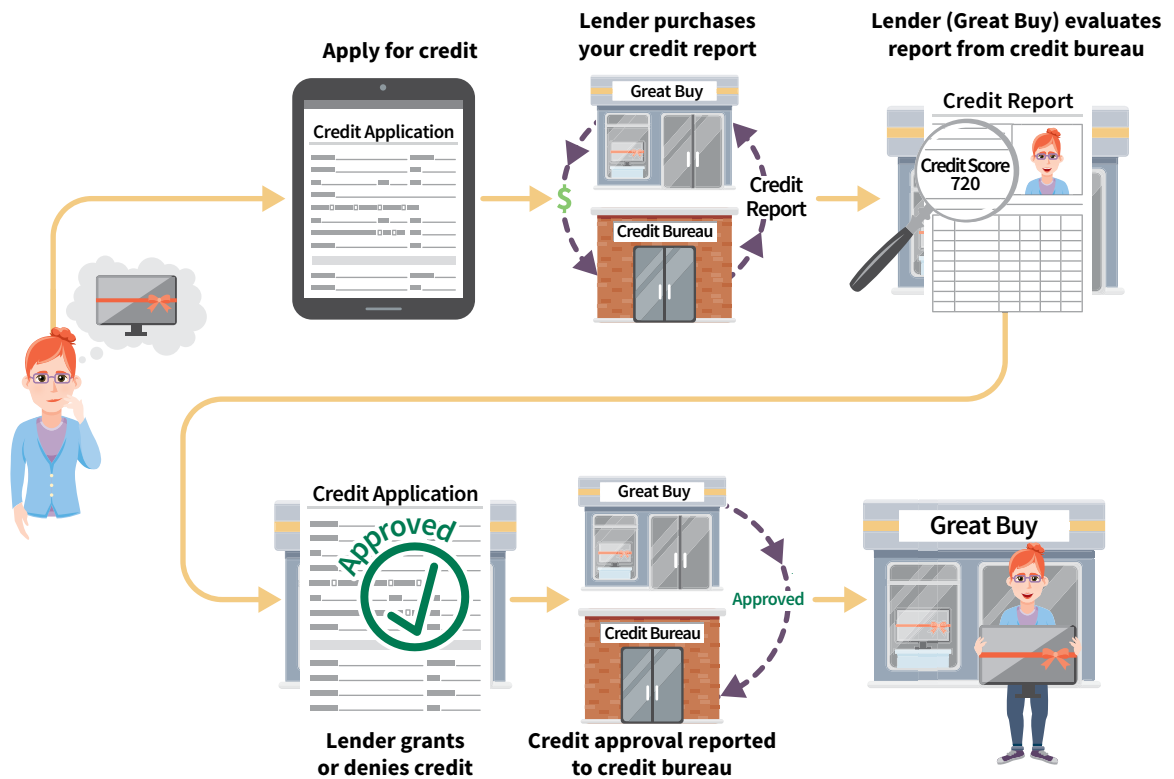 Apply for credit
Credit Application
Lender purchases
your credit report
Great Buy
$
Credit
Report
Credit Bureau
Lender (Great Buy) evaluates
report from credit bureau
Credit Report
Credit Score
720
Credit Application
Approved
Lender grants
or denies credit
Great Buy
Approved
Credit Bureau
Credit approval reported
to credit bureau
Great Buy